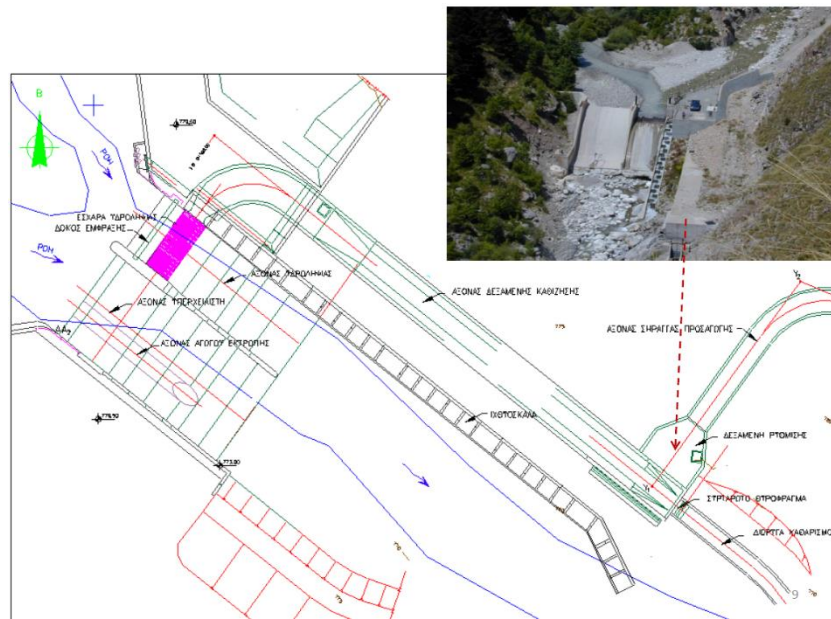 Β
ΡΟΗ
ΡΟΗ
ΕΣΧΑΡΑ ΥΔΡΟΛΗΨΙΑΣ
ΔΟΚΟΣ ΕΜΦΡΑΞΗΣ
ΑΞΟΝΑΣ ΥΔΡΟΛΗΨΙΑΣ
ΑΞΟΝΑΣ ΔΕΞΑΜΕΝΗΣ ΚΑΘΙΖΗΣΗΣ
ΑΞΟΝΑΣ ΥΠΕΡΧΕΙΛΙΣΤΗ
ΑΞΟΝΑΣ ΣΗΡΑΓΓΑΣ ΠΡΟΣΑΓΩΓΗΣ
ΑΞΟΝΑΣ ΑΓΩΓΟΥ ΕΚΤΡΟΠΗΣ
ΙΧΘΥΟΣΚΑΛΑ
ΔΕΞΑΜΕΝΗ ΡΥΘΜΙΣΗΣ
ΣΥΡΤΑΡΩΤΟ ΘΥΡΟΦΡΑΓΜΑ
ΔΙΩΡΥΓΑ ΚΑΘΑΡΙΣΜΟΥ
9